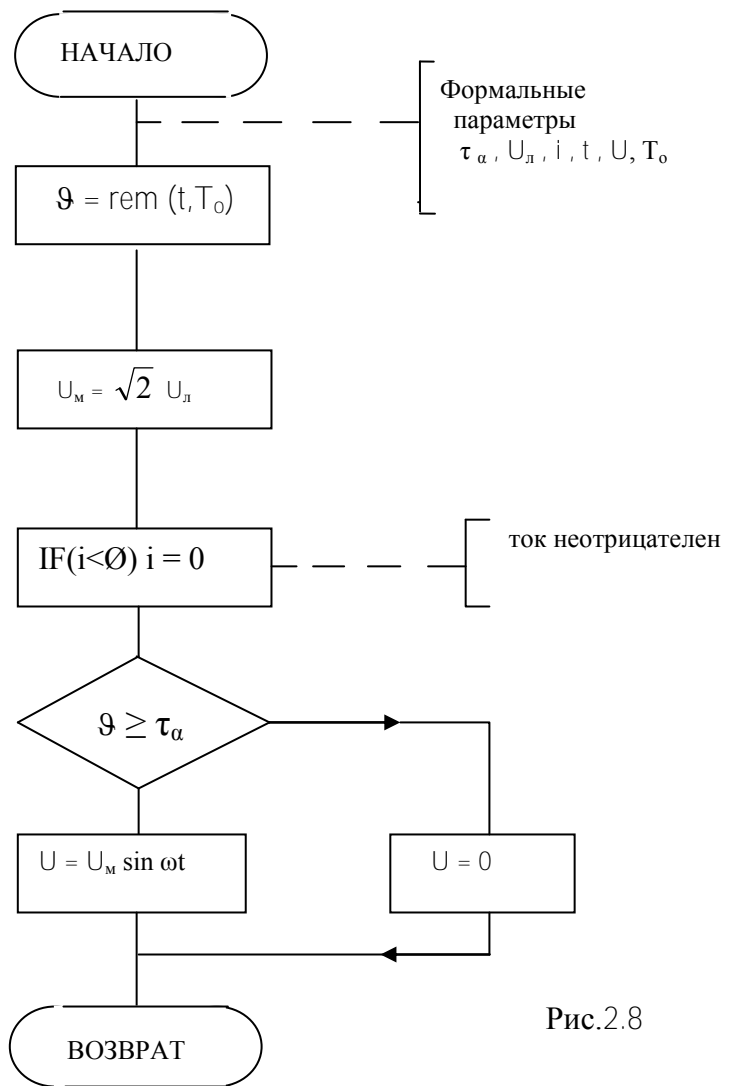 НАЧАЛО
Формальные
параметры
τα , Uл , i , t , U, To
ϑ = rem (t,To)
Uм = √2 Uл
IF(i<Ø) i = 0
ток неотрицателен
ϑ ≥ τα
U = Uм sin ωt
U = 0
Рис.2.8
ВОЗВРАТ